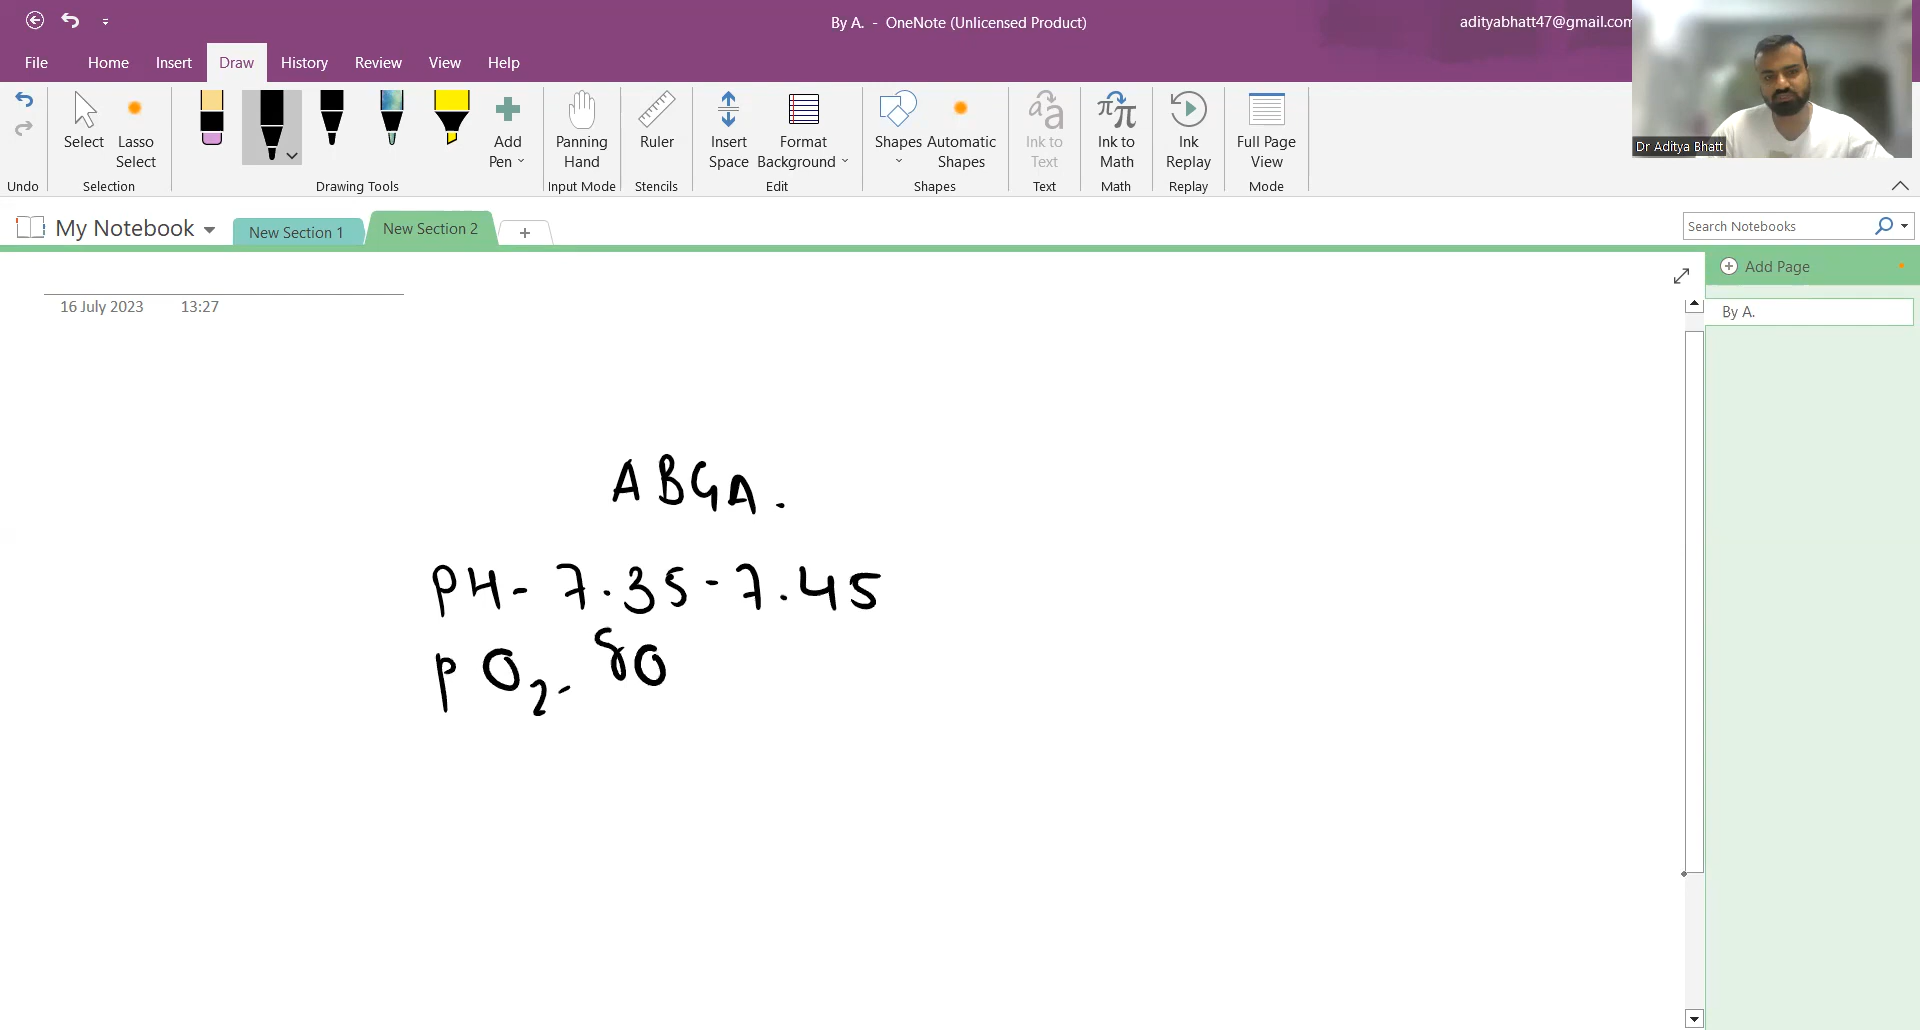 By A. - OneNote (Unlicensed Product)
adityabhatt47@gmail.com
File Home Insert Draw History Review View Help
Select
Lasso Select
Add Pen
Panning Hand
Ruler
Insert Space
Format Background
Shapes
Automatic Shapes
Ink to Text
Ink to Math
Ink Replay
Full Page View
Undo Selection Drawing Tools Input Mode Stencils Edit Shapes Text Math Replay Mode
Dr Aditya Bhatt
My Notebook New Section 1 New Section 2 +
Search Notebooks
Add Page
By A.
16 July 2023 13:27
ABGA.
PH- 7.35-7.45
pO2- 80